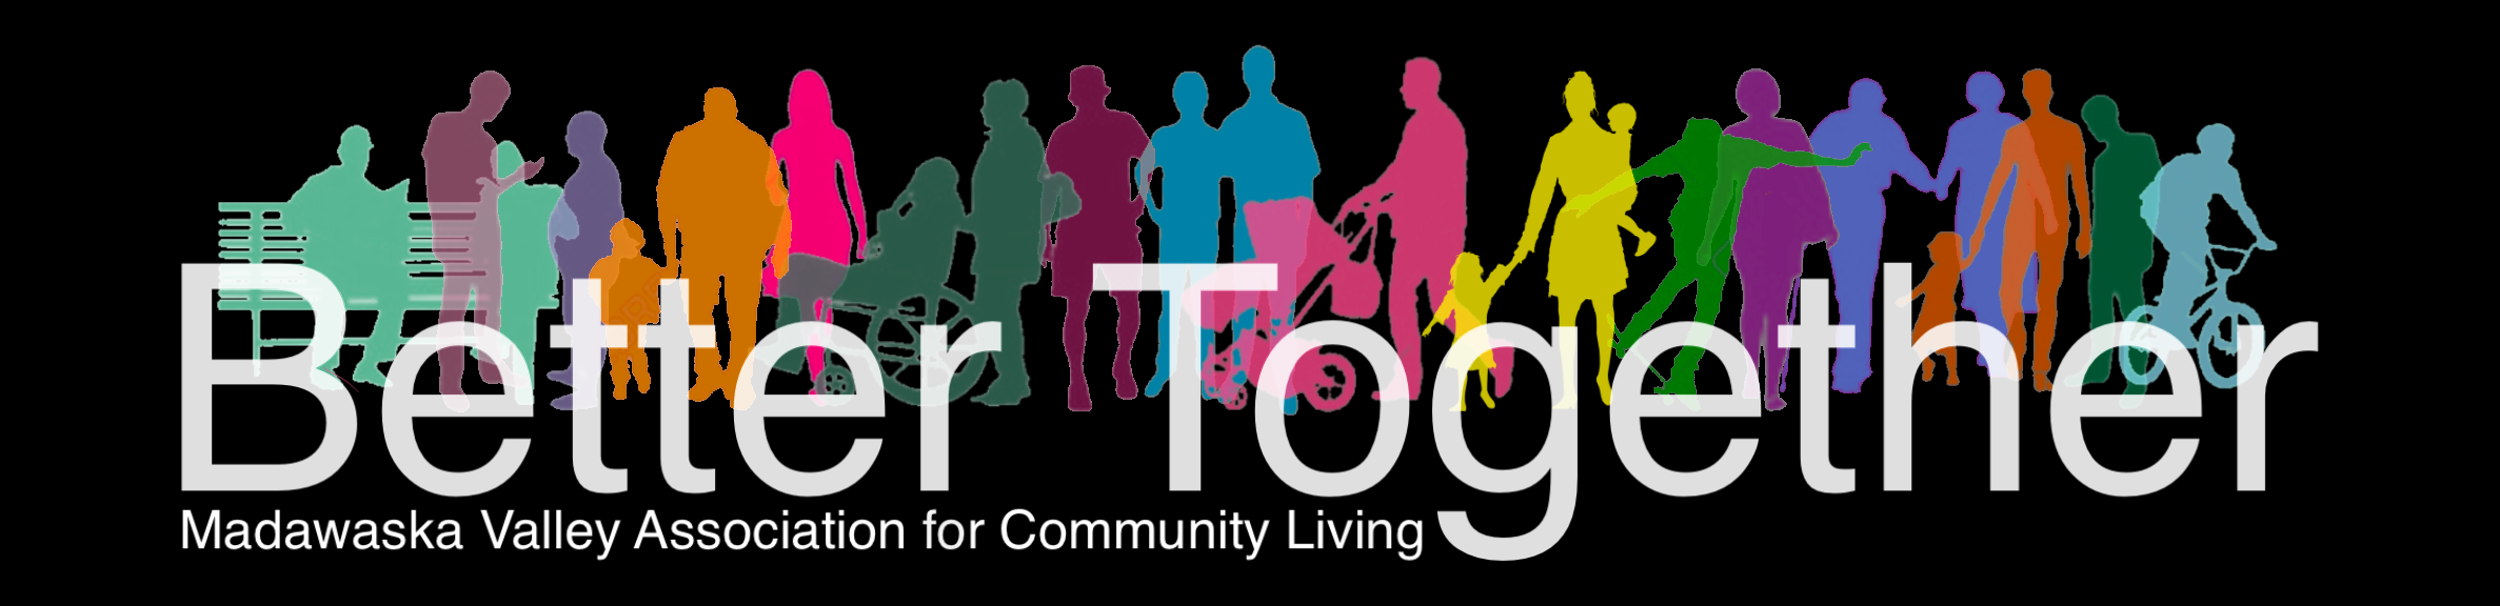 Better Together
Madawaska Valley Association for Community Living